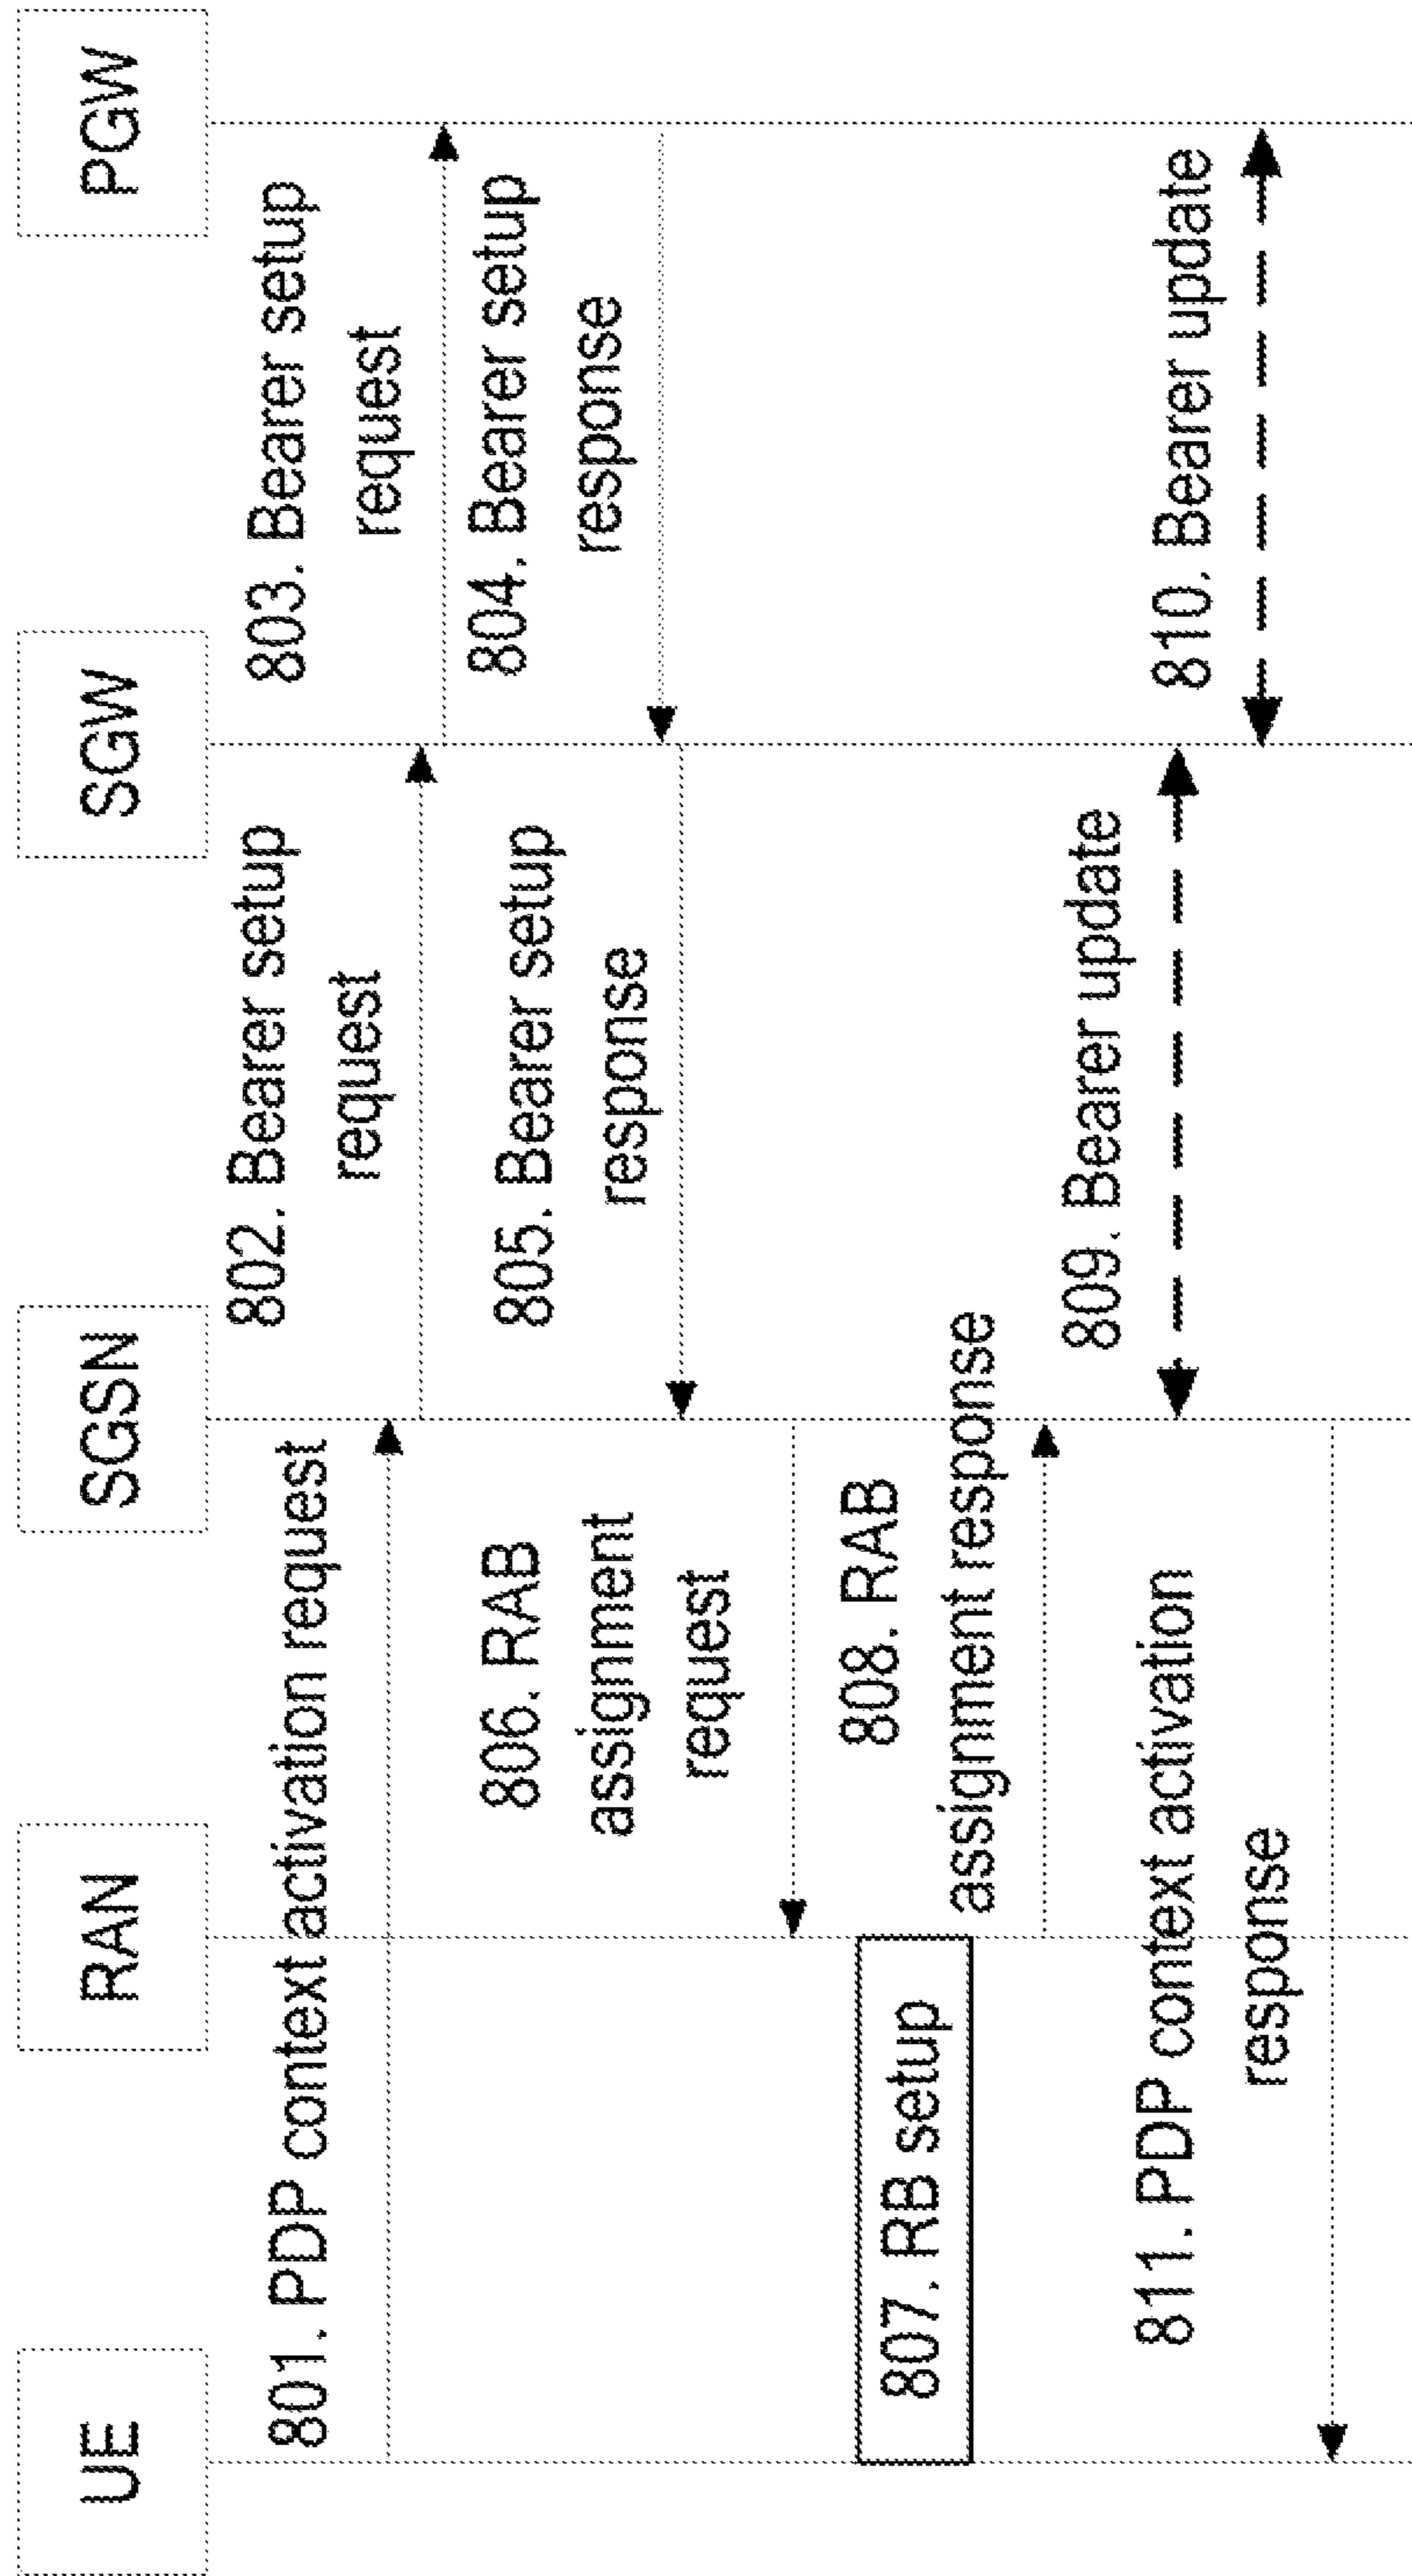 UE
RAN
SGSN
SGW
PGW
801. PDP context activation request
802. Bearer setup
request
803. Bearer setup
request
804. Bearer setup
response
805. Bearer setup
response
806. RAB
assignment
request
807. RB setup
808. RAB
assignment response
809. Bearer update
810. Bearer update
811. PDP context activation
response